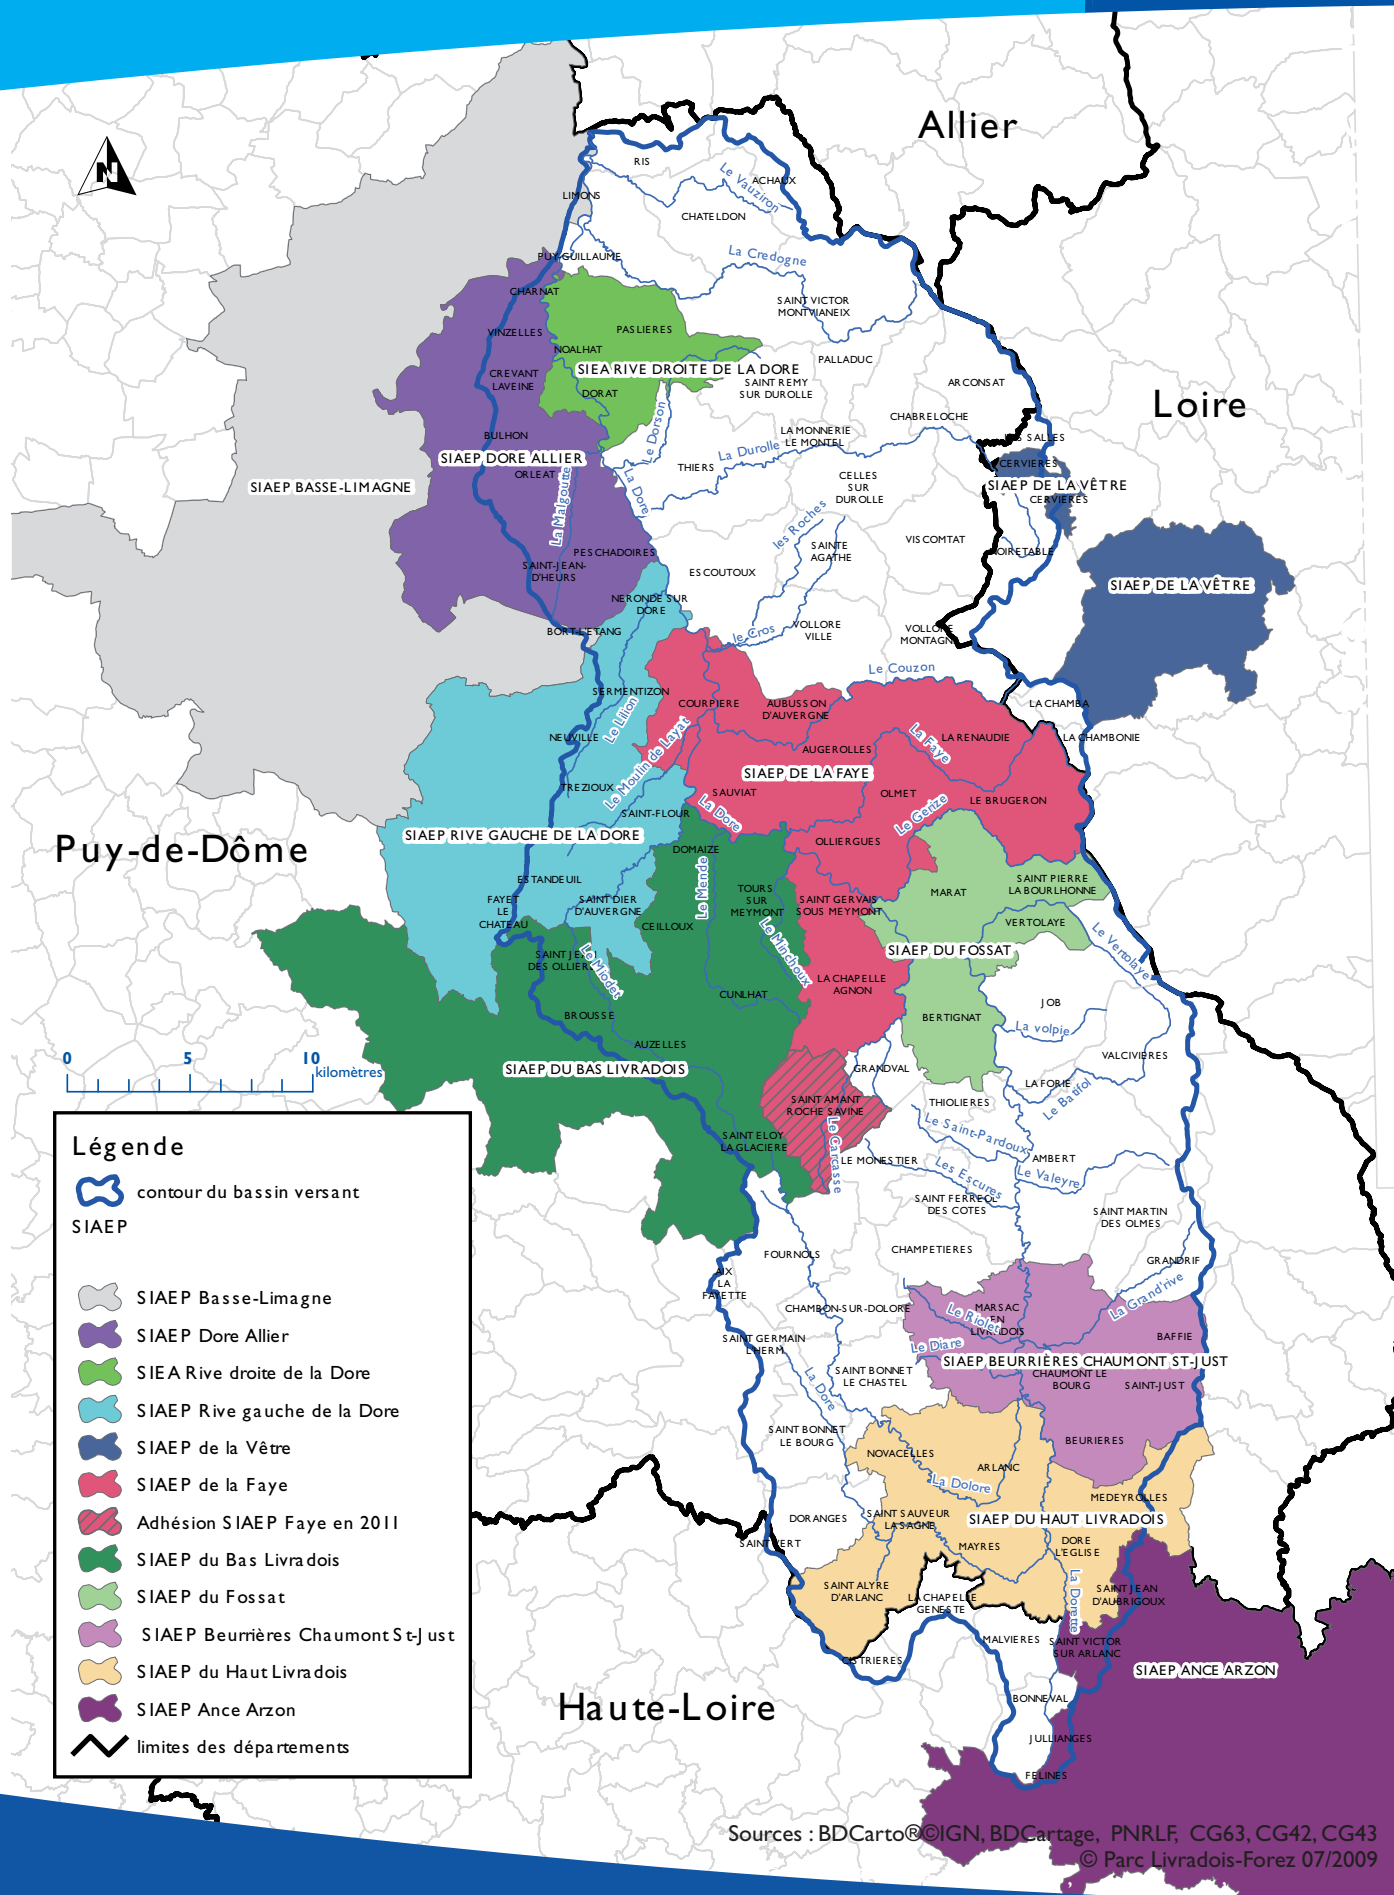 Allier
N
RIS
Le Vauziron
ACHAUX
LIMONS
CHATELDON
PUY-GUILLAUME
La Credogne
CHARNAT
SAINT VICTOR
MONTVIANEIX
VINZELLES
PASLIERES
NOALHAT
PALLADUC
SIEA RIVE DROITE DE LA DORE
CREVANT
LAVEINE
SAINT REMY
SUR DUROLLE
ARCONSAT
DORAT
Loire
CHABRELOCHE
Le Dorson
LA MONNERIE
LE MONTEL
BULHON
SALLES
La Durolle
SIAEP DORE ALLIER
CERVIERES
THIERS
ORLEAT
CELLES
SUR
DUROLLE
SIAEP BASSE-LIMAGNE
SIAEP DE LA VÊTRE
CERVIERES
La Dore
La Malgoutte
les Roches
VISCOMTAT
PESCHADOIRES
SAINTE
AGATHE
NOIRETABLE
SAINT-JEAN-
D'HEURS
ESCOUTOUX
SIAEP DE LA VÊTRE
NERONDE SUR
DORE
BORT-L'ETANG
le Cros
VOLLORE
VILLE
VOLLORE
MONTAGNE
Le Couzon
SERMENTIZON
COURPIERE
AUBUSSON
D'AUVERGNE
LA CHAMBA
Le Lilion
NEUVILLE
La Faye
LA RENAUDIE
LA CHAMBONIE
Le Moulin de Layat
AUGEROLLES
SIAEP DE LA FAYE
TREZIOUX
SAUVIAT
OLMET
LE BRUGERON
SAINT-FLOUR
La Dore
Le Gerize
Puy-de-Dôme
SIAEP RIVE GAUCHE DE LA DORE
DOMAIZE
OLLIERGUES
ESTANDEUIL
Le Mende
TOURS
SUR
MEYMONT
MARAT
SAINT PIERRE
LA BOURLHONNE
FAYET
LE
CHATEAU
SAINT DIER
D'AUVERGNE
SAINT GERVAIS
SOUS MEYMONT
CEILLOUX
VERTOLAYE
Le Minchoux
SIAEP DU FOSSAT
Le Vertolaye
SAINT JEAN
DES OLLIERES
Le Miodet
LA CHAPELLE
AGNON
CUNLHAT
JOB
BROUSSE
BERTIGNAT
La volpie
AUZELLES
VALCIVIERES
0 5 10
kilomètres
SIAEP DU BAS LIVRADOIS
GRANDVAL
LA FORIE
Le Batifol
SAINT AMANT
ROCHE SAVINE
THOLIERES
Le Saint-Pardoux
Le Carcasse
SAINT ELOY
LA GLACIERE
LE MONESTIER
AMBERT
Les Escures
Le Valeyre
SAINT FERREOL
DES COTES
SAINT MARTIN
DES OLMES
FOURNOLS
CHAMPETIERES
GRANDRIF
AIX
LA
FAYETTE
La Grand'rive
CHAMBON-SUR-DOLORE
MARSAC
EN
LIVRADOIS
Le Riolet
SAINT GERMAIN
L'HERM
BAFFIE
Le Diare
SIAEP BEURRIÈRES CHAUMONT ST-JUST
SAINT BONNET
LE CHASTEL
CHAUMONT LE
BOURG
SAINT-JUST
La Dore
SAINT BONNET
LE BOURG
BEURIERES
NOVACELLES
ARLANC
La Dolore
MEDEYROLLES
DORANGES
SAINT SAUVEUR
LA SAGNE
SIAEP DU HAUT LIVRADOIS
SAINT VERT
MAYRES
DORE
L'EGLISE
SAINT ALYRE
D'ARLANC
LA CHAPELLE
GENESTE
La Dorette
SAINT JEAN
D'AUBRIGOUX
MALVIERES
SAINT VICTOR
SUR ARLANC
CISTRIERES
SIAEP ANCE ARZON
BONNEVAL
Haute-Loire
JULLIANGES
FELINES
Légende
contour du bassin versant
SIAEP
SIAEP Basse-Limagne
SIAEP Dore Allier
SIEA Rive droite de la Dore
SIAEP Rive gauche de la Dore
SIAEP de la Vêtre
SIAEP de la Faye
Adhésion SIAEP Faye en 2011
SIAEP du Bas Livradois
SIAEP du Fossat
SIAEP Beurrières Chaumont St-Just
SIAEP du Haut Livradois
SIAEP Ance Arzon
limites des départements
Sources : BDCarto®©IGN, BDCartage, PNRLF, CG63, CG42, CG43
© Parc Livradois-Forez 07/2009